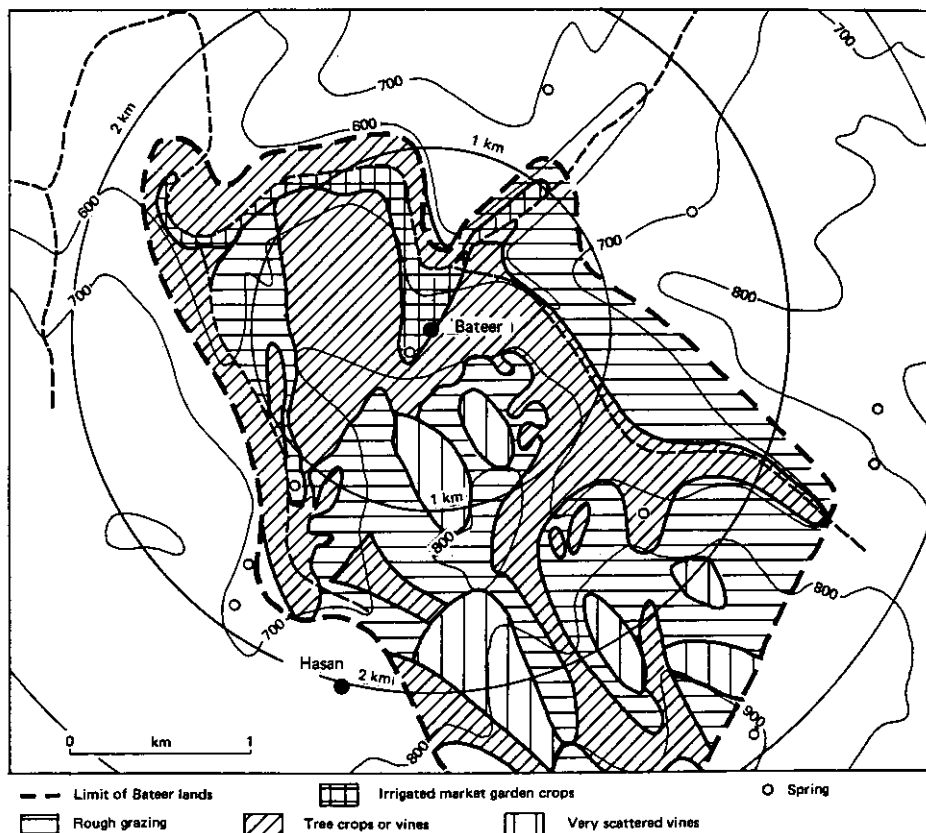 700
700
2 km
600
1 km
600
700
800
700
Bateer
1 km
800
800
700
Hasan
2 km
900
800
0 km 1
Limit of Bateer lands
Irrigated market garden crops
Spring
Rough grazing
Tree crops or vines
Very scattered vines